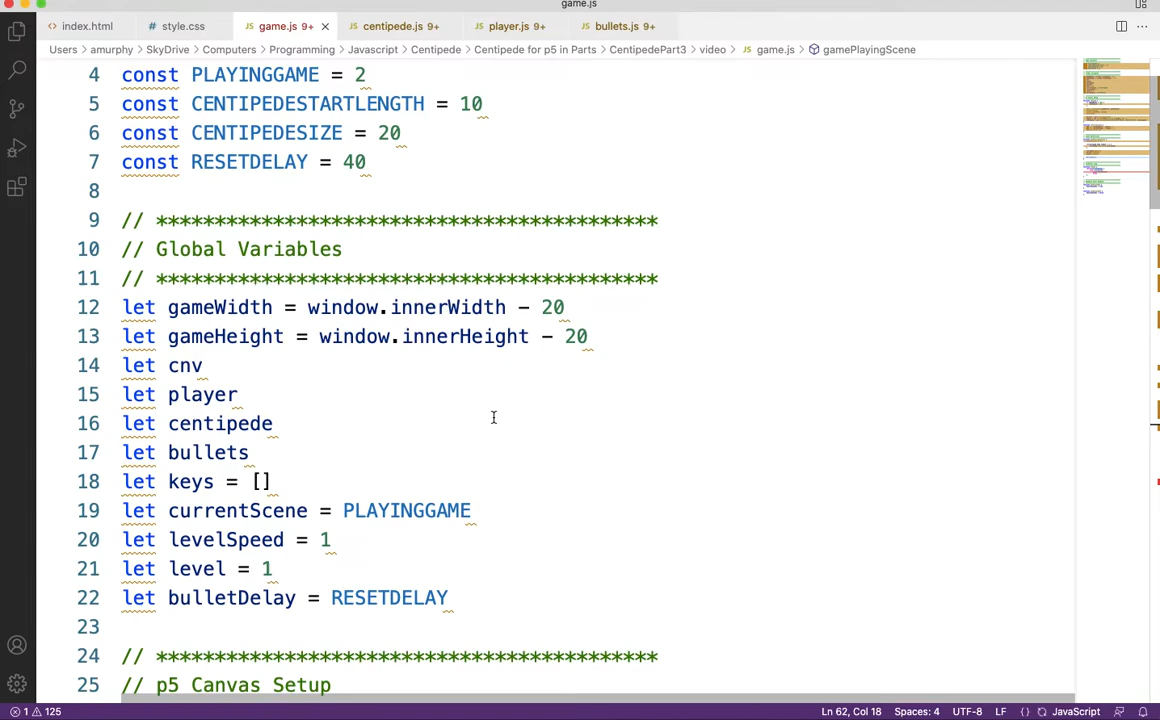 game.js
index.html
style.css
JS game.js 9+
JS centipede.js 9+
JS player.js 9+
JS bullets.js 9+
Users > amurphy > SkyDrive > Computers > Programming > Javascript > Centipede > Centipede for p5 in Parts > CentipedePart3 > video > JS game.js > gamePlayingScene
4 const PLAYINGGAME = 2
5 const CENTIPEDESTARTLENGTH = 10
6 const CENTIPEDESIZE = 20
7 const RESETDELAY = 40
8
9 // *******************************************
10 // Global Variables
11 // *******************************************
12 let gameWidth = window.innerWidth - 20
13 let gameHeight = window.innerHeight - 20
14 let cnv
15 let player
16 let centipede
17 let bullets
18 let keys = []
19 let currentScene = PLAYINGGAME
20 let levelSpeed = 1
21 let level = 1
22 let bulletDelay = RESETDELAY
23
24 // *******************************************
25 // p5 Canvas Setup
1 125 Ln 62, Col 18 Spaces: 4 UTF-8 LF {} JavaScript